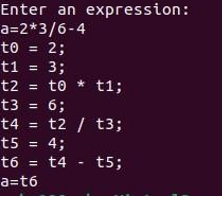 Enter an expression:
a=2*3/6-4
t0 = 2;
t1 = 3;
t2 = t0 * t1;
t3 = 6;
t4 = t2 / t3;
t5 = 4;
t6 = t4 - t5;
a=t6